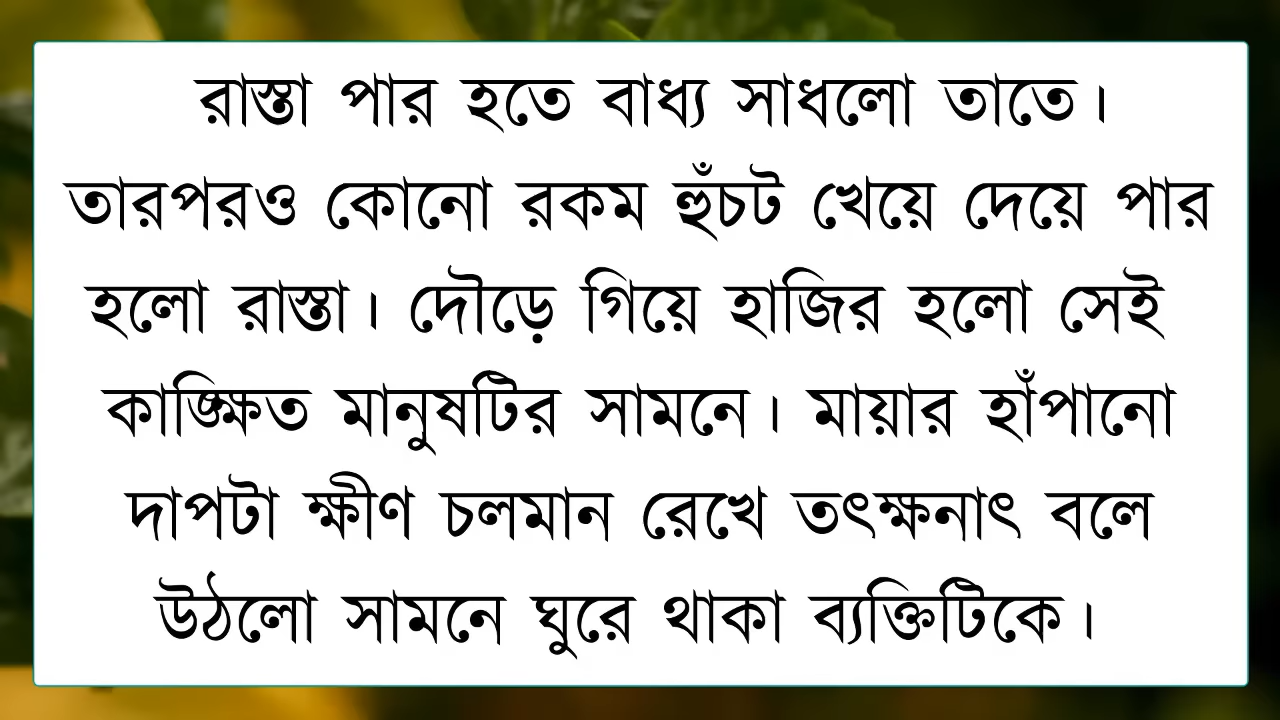 রাস্তা পার হতে বাধ্য সাধলো তাতে।
তারপরও কোনো রকম হুঁচট খেয়ে দেয়ে পার
হলো রাস্তা। দৌড়ে গিয়ে হাজির হলো সেই
কাঙ্ক্ষিত মানুষটির সামনে। মায়ার হাঁপানো
দাপটা ক্ষীণ চলমান রেখে তৎক্ষনাৎ বলে
উঠলো সামনে ঘুরে থাকা ব্যক্তিটিকে।